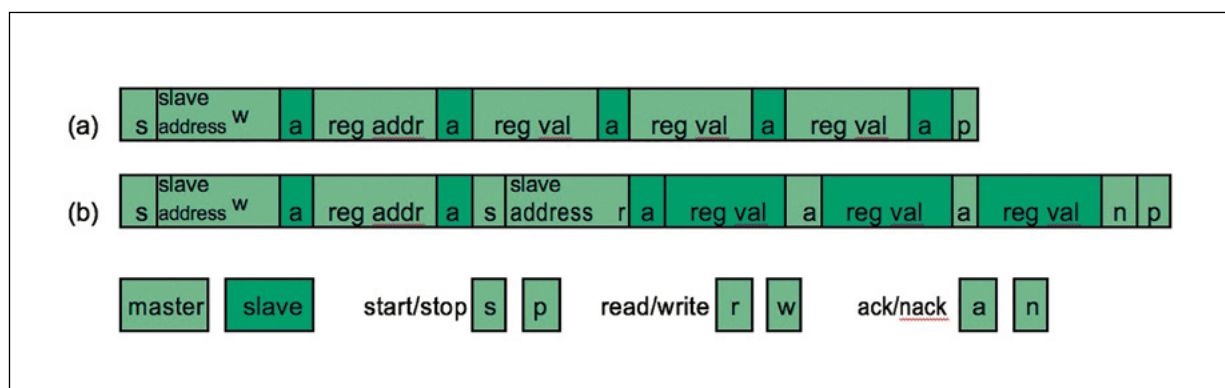 (a) s slave address w a reg addr a reg val a reg val a reg val a p
(b) s slave address w a reg addr a s slave address r a reg val a reg val a reg val n p
master slave start/stop s p read/write r w ack/nack a n